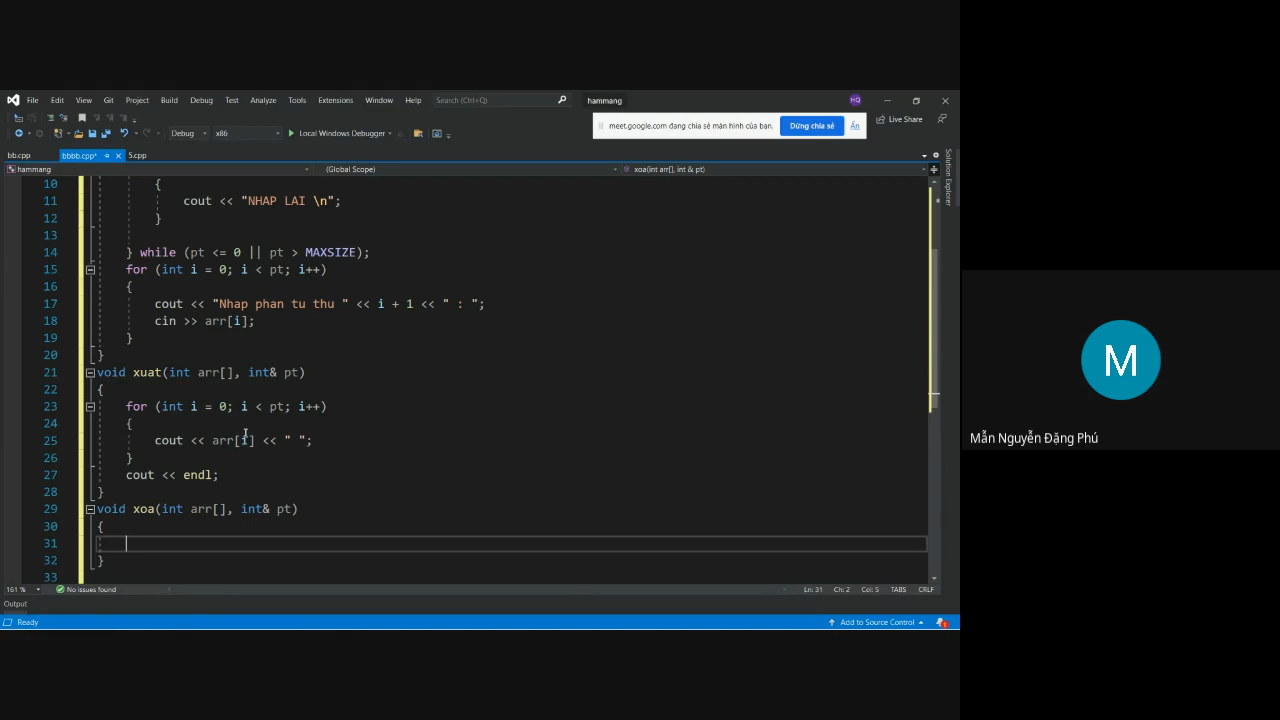 File Edit View Git Project Build Debug Test Analyze Tools Extensions Window Help Search (Ctrl+Q) hammang HQ
Live Share
meet.google.com đang chia sẻ màn hình của bạn. Dừng chia sẻ Ẩn
Debug x86 Local Windows Debugger
bb.cpp bbbb.cpp* S.cpp
hammang (Global Scope) xoa(int arr[], int & pt)
Solution Explorer
10 {
11 cout << "NHAP LAI \n";
12 }
13
14 } while (pt <= 0 || pt > MAXSIZE);
15 for (int i = 0; i < pt; i++)
16 {
17 cout << "Nhap phan tu thu " << i + 1 << " : ";
18 cin >> arr[i];
19 }
20 }
21 void xuat(int arr[], int& pt)
22 {
23 for (int i = 0; i < pt; i++)
24 {
25 cout << arr[i] << " ";
26 }
27 cout << endl;
28 }
29 void xoa(int arr[], int& pt)
30 {
31
32 }
33
161 % No issues found Ln: 31 Ch: 2 Col: 5 TABS CRLF
Output
Ready Add to Source Control 1
M
Mẫn Nguyễn Đặng Phú